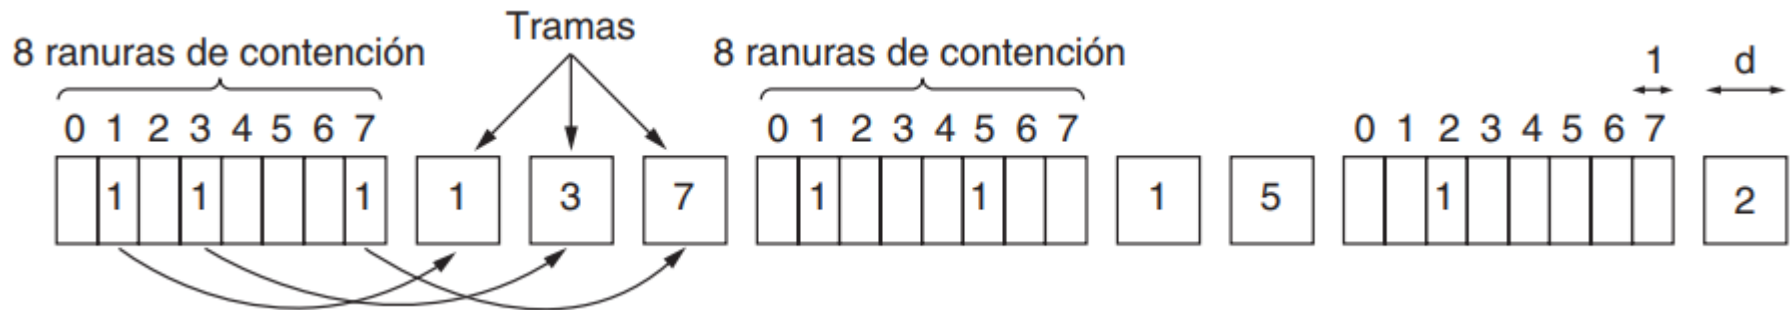 Tramas
8 ranuras de contención 8 ranuras de contención 1 d
0 1 2 3 4 5 6 7 0 1 2 3 4 5 6 7 0 1 2 3 4 5 6 7
1 1 1 1 3 7 1 1 1 5 1 2